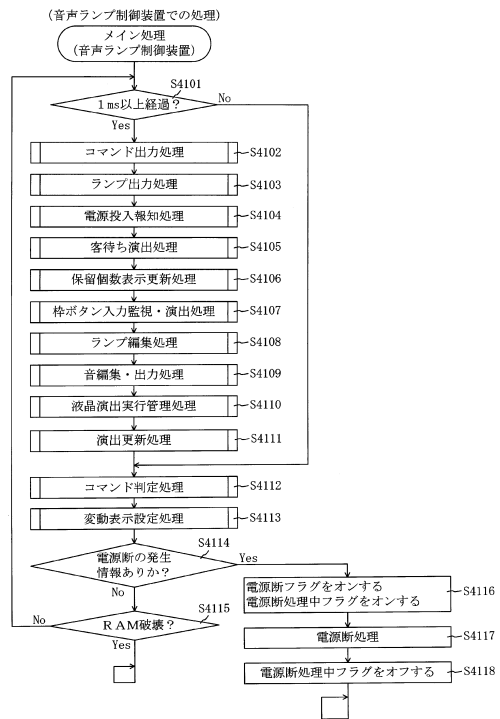 (音声ランプ制御装置での処理)
メイン処理
(音声ランプ制御装置)
S4101
1ms以上経過?
No
Yes
コマンド出力処理
S4102
ランプ出力処理
S4103
電源投入報知処理
S4104
客待ち演出処理
S4105
保留個数表示更新処理
S4106
枠ボタン入力監視・演出処理
S4107
ランプ編集処理
S4108
音編集・出力処理
S4109
液晶演出実行管理処理
S4110
演出更新処理
S4111
コマンド判定処理
S4112
変動表示設定処理
S4113
S4114
電源断の発生
情報ありか?
Yes
No
電源断フラグをオンする
電源断処理中フラグをオンする
S4116
S4115
No
RAM破壊?
Yes
電源断処理
S4117
電源断処理中フラグをオフする
S4118